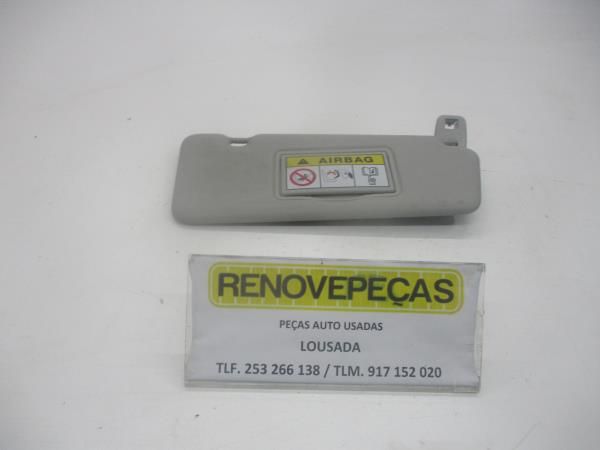 AIRBAG
RENOVEPEÇAS
PEÇAS AUTO USADAS
LOUSADA
TLF. 253 266 138 / TLM. 917 152 020